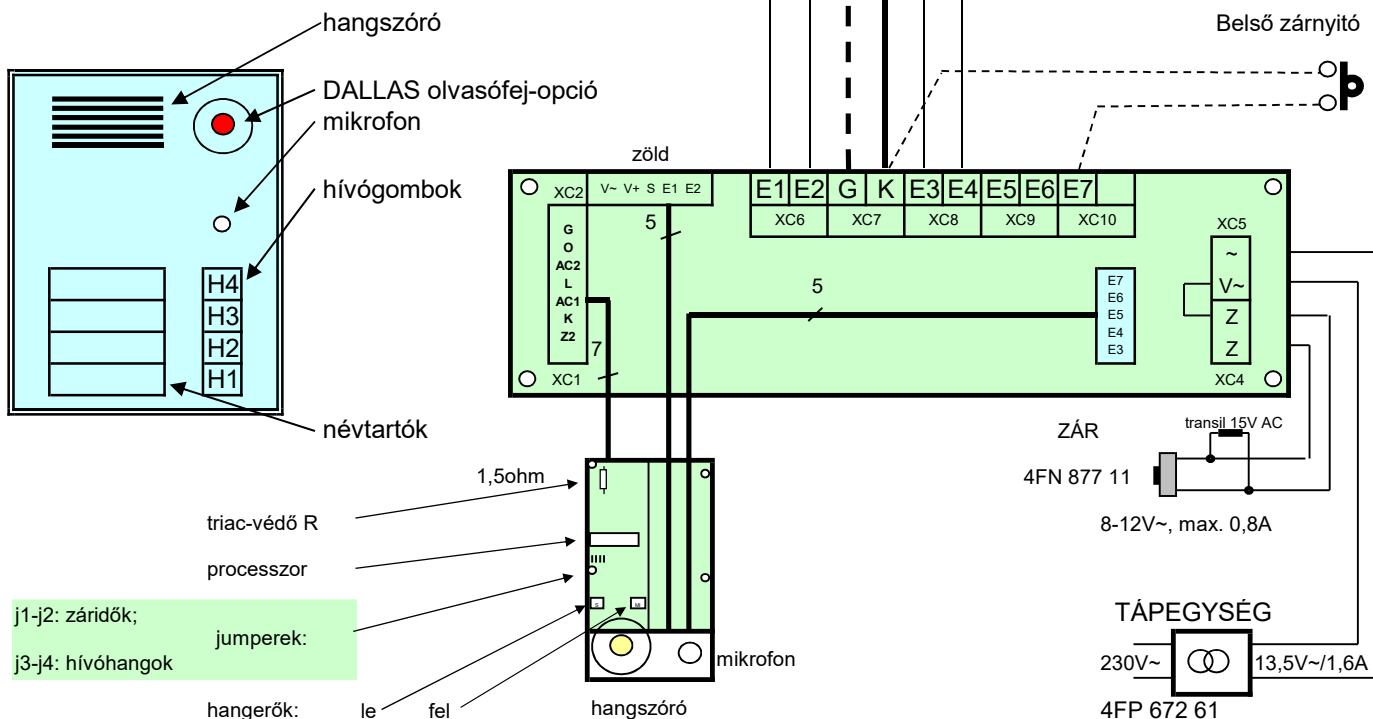 hangszóró
Belső zárnyitó
DALLAS olvasófej-opció
mikrofon
hívógombok
H4
H3
H2
H1
névtartók
zöld
XC2 V~ V+ S E1 E2
E1 E2 G K E3 E4 E5 E6 E7
XC6 XC7 XC8 XC9 XC10
G
O
AC2
L
AC1
K
Z2
XC1
5
7
5
E7
E6
E5
E4
E3
XC5
~
V~
Z
Z
XC4
ZÁR
transil 15V AC
4FN 877 11
8-12V~, max. 0,8A
1,5ohm
triac-védő R
processzor
j1-j2: záridők;
jumperek:
j3-j4: hívóhangok
S
MI
mikrofon
hangerők: le fel
hangszóró
TÁPEGYSÉG
230V~
13,5V~/1,6A
4FP 672 61